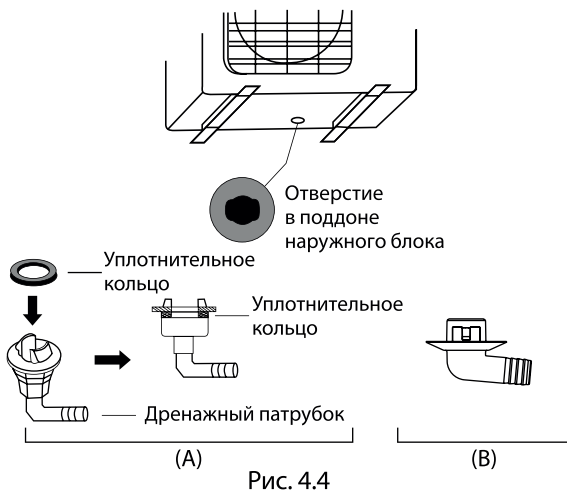 Отверстие
в поддоне
наружного блока
Уплотнительное
кольцо
Уплотнительное
кольцо
Дренажный патрубок
(A)
(B)
Рис. 4.4